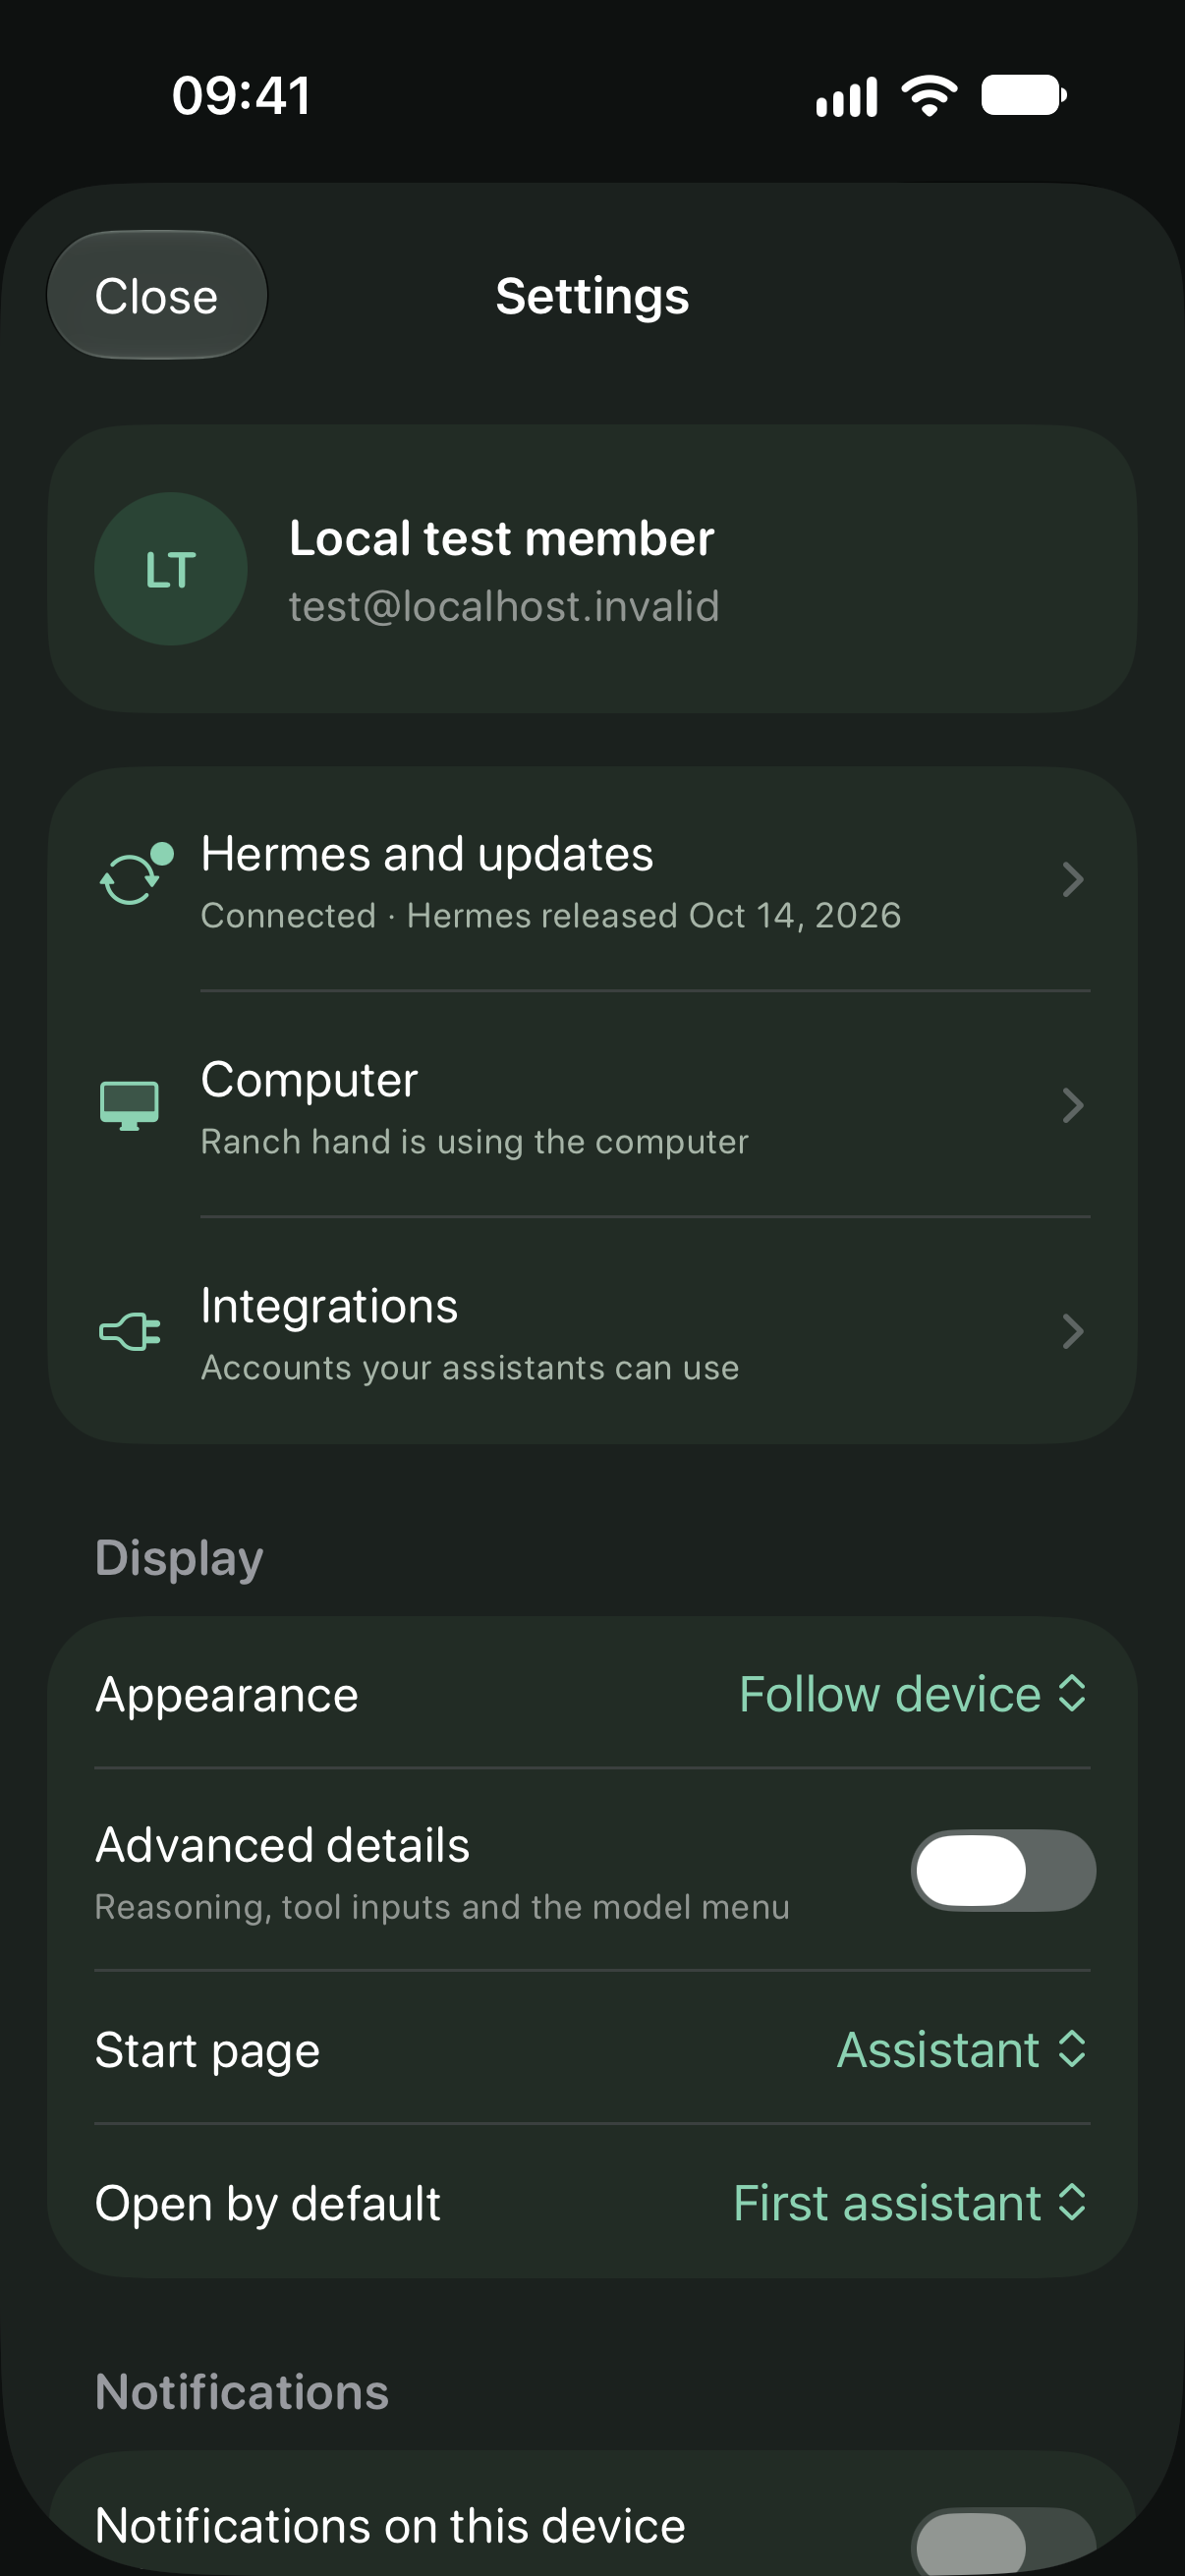 09:41
Close
Settings
LT
Local test member
test@localhost.invalid
Hermes and updates
Connected · Hermes released Oct 14, 2026
Computer
Ranch hand is using the computer
Integrations
Accounts your assistants can use
Display
Appearance
Follow device
Advanced details
Reasoning, tool inputs and the model menu
Start page
Assistant
Open by default
First assistant
Notifications
Notifications on this device